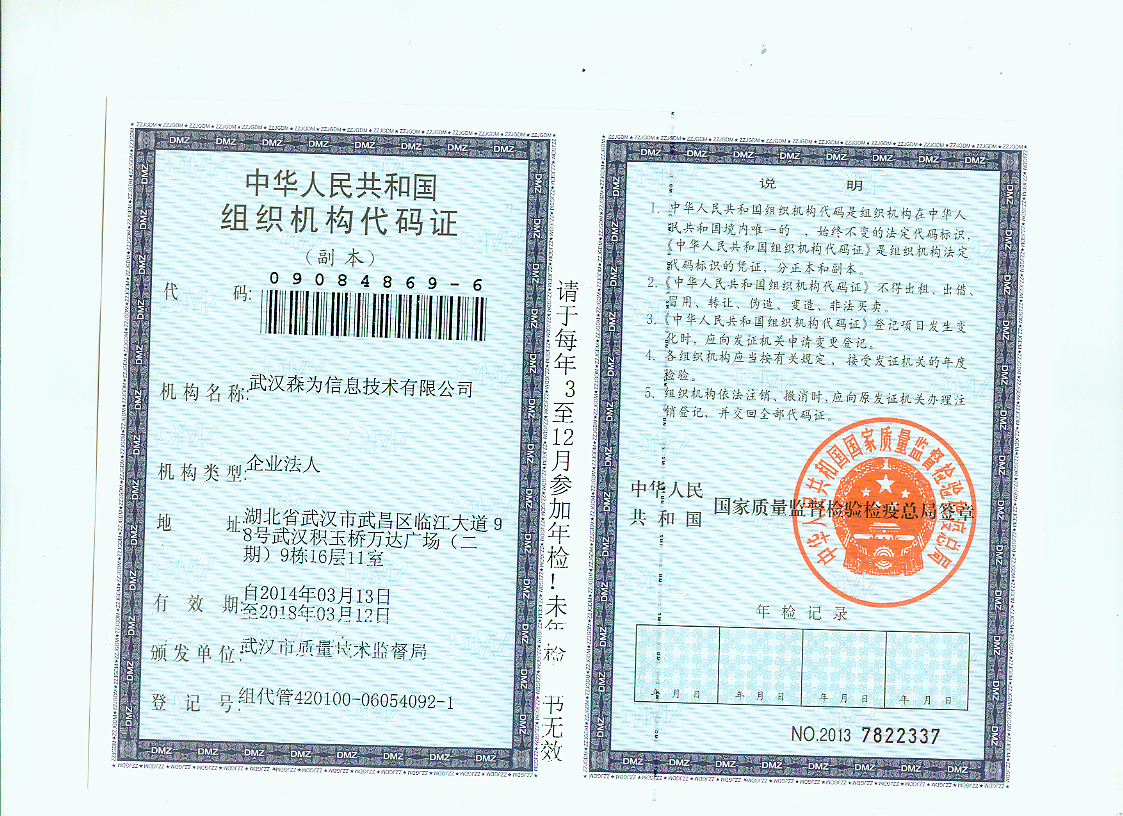 中华人民共和国
组织机构代码证
（副 本）
代 码: 09084869-6
机构名称: 武汉森为信息技术有限公司
机构类型: 企业法人
地 址: 湖北省武汉市武昌区临江大道9
8号武汉积玉桥万达广场（二
期）9栋16层11室
有 效 期: 自2014年03月13日
至2018年03月12日
颁发单位: 武汉市质量技术监督局
登 记 号: 组代管420100-06054092-1
请于每年3至12月参加年检！未年检 书无效
说 明
1. 中华人民共和国组织机构代码是组织机构在中华人
民共和国境内唯一的 、始终不变的法定代码标识，
《中华人民共和国组织机构代码证》是组织机构法定
代码标识的凭证，分正本和副本。
2.《中华人民共和国组织机构代码证》不得出租、出借、
冒用、转让、伪造、变造、非法买卖。
3.《中华人民共和国组织机构代码证》登记项目发生变
化时，应向发证机关申请变更登记。
4. 各组织机构应当按有关规定 、接受发证机关的年度
检验。
5. 组织机构依法注销、撤消时，应向原发证机关办理注
销登记，并交回全部代码证。
中华人民
共 和 国 国家质量监督检验检疫总局签章
中华人民共和国国家质量监督检验检疫总局
年 检 记 录
年 月 日 年 月 日 年 月 日 年 月 日
NO.2013 7822337